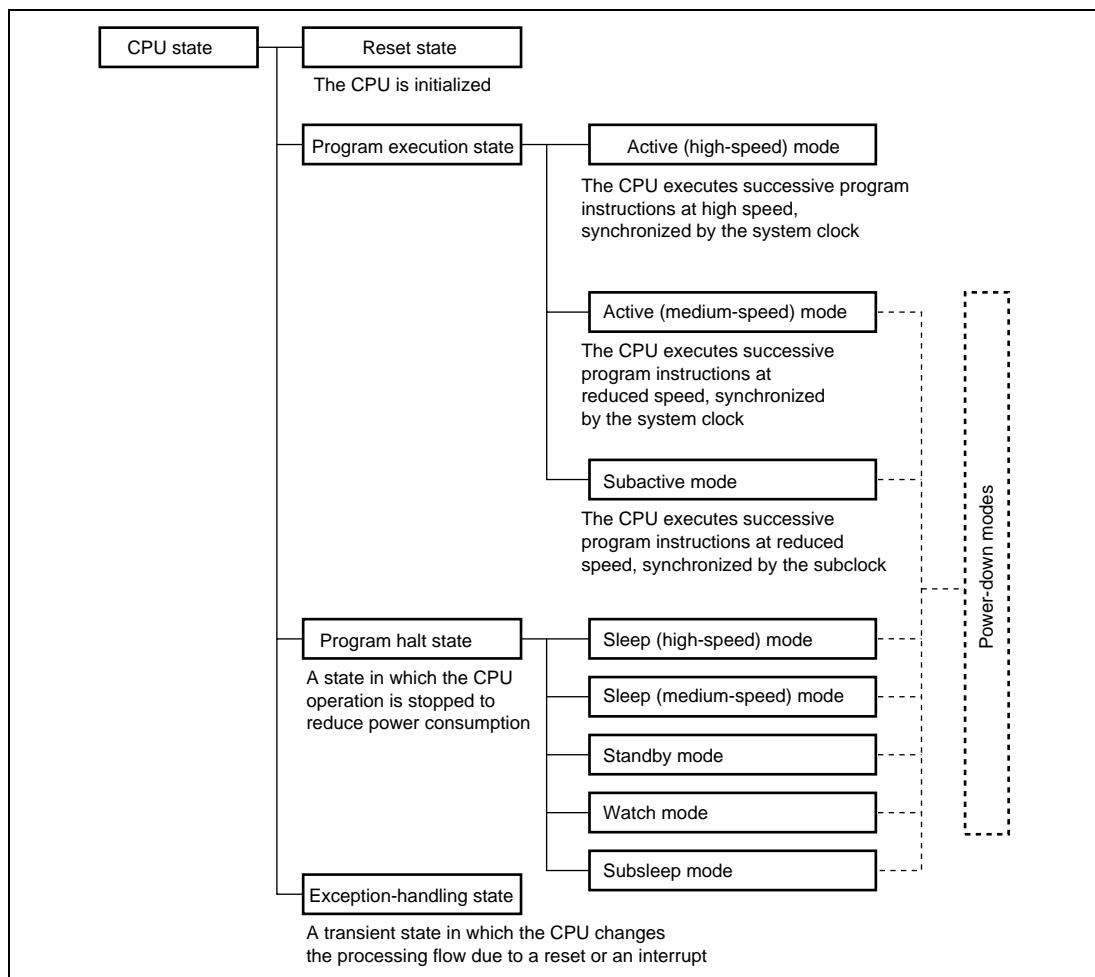 CPU state
Reset state
The CPU is initialized
Program execution state
Active (high-speed) mode
The CPU executes successive program
instructions at high speed,
synchronized by the system clock
Active (medium-speed) mode
The CPU executes successive
program instructions at
reduced speed, synchronized
by the system clock
Subactive mode
The CPU executes successive
program instructions at reduced
speed, synchronized by the subclock
Power-down modes
Program halt state
A state in which the CPU
operation is stopped to
reduce power consumption
Sleep (high-speed) mode
Sleep (medium-speed) mode
Standby mode
Watch mode
Subsleep mode
Exception-handling state
A transient state in which the CPU changes
the processing flow due to a reset or an interrupt